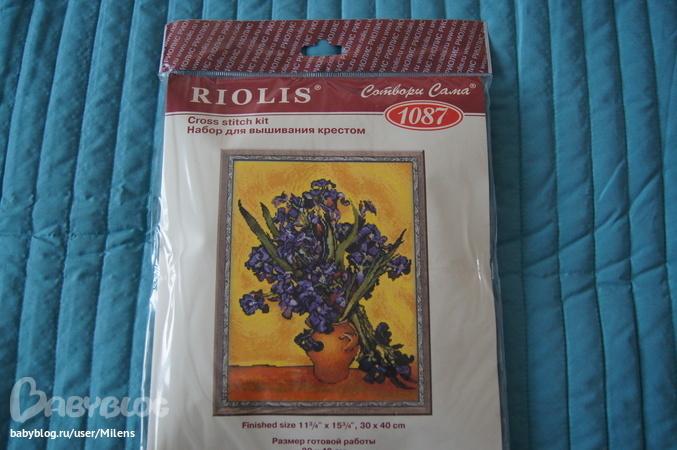 RIOLIS®
Сотвори Сама®
Cross stitch kit
Набор для вышивания крестом
1087
Finished size 11³/₄" x 15³/₄", 30 x 40 cm
Размер готовой работы
BABYBLOG
babyblog.ru/user/Milens